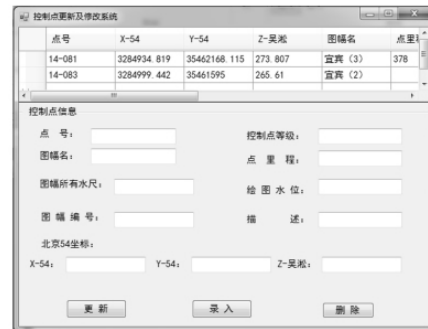 控制点更新及修改系统
点号 X-54 Y-54 Z-吴淞 图幅名
14-081 3284934.819 35462168.115 273.807 宜宾（3） 378
14-083 3284999.442 35461595 265.61 宜宾（2）
控制点信息
点 号： 控制点等级：
图幅名： 点 里 程：
图幅所有水尺： 绘 图 水 位：
图 幅 编 号： 描 述：
北京54坐标：
X-54： Y-54： Z-吴淞：
更 新 录 入 删 除